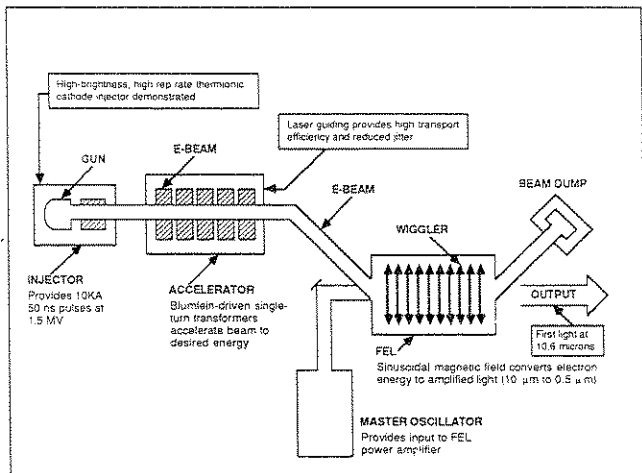 High-brightness, high rep rate thermionic
cathode injector demonstrated
Laser guiding provides high transport
efficiency and reduced jitter
GUN
E-BEAM
E-BEAM
BEAM DUMP
WIGGLER
INJECTOR
Provides 10KA
50 ns pulses at
1.5 MV
ACCELERATOR
Blumlein-driven single-
turn transformers
accelerate beam to
desired energy
OUTPUT
First light at
10.6 microns
FEL
Sinusoidal magnetic field converts electron
energy to amplified light (10 μm to 0.5 μm)
MASTER OSCILLATOR
Provides input to FEL
power amplifier